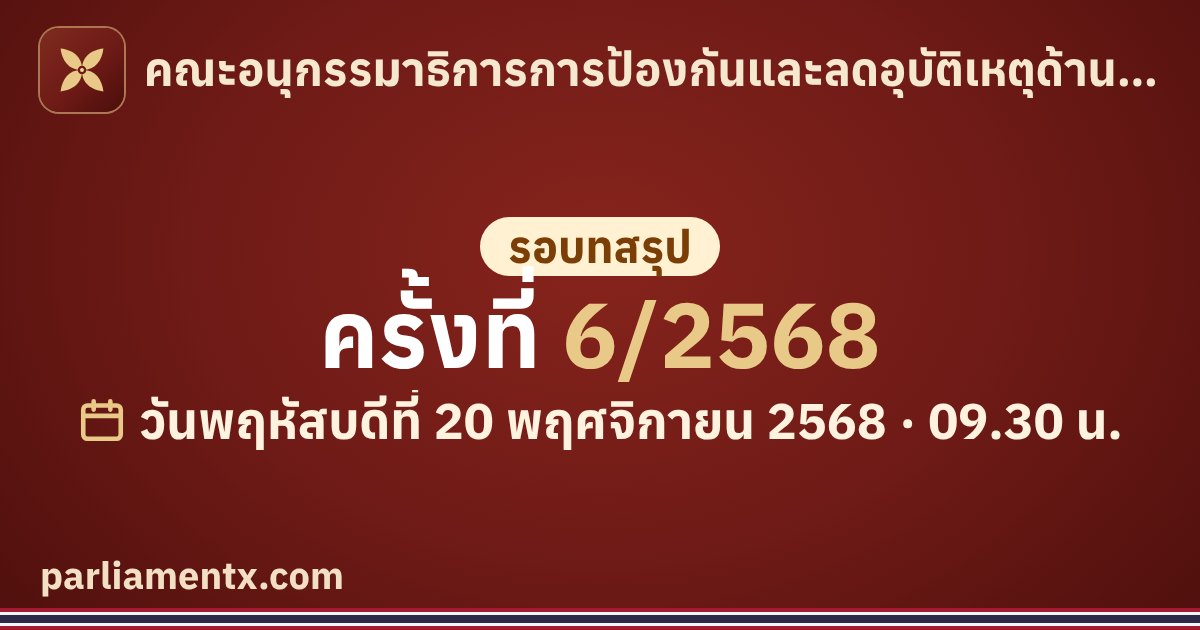 คณะอนุกรรมาธิการการป้องกันและลดอุบัติเหตุด้าน...
รอบทสรุป
ครั้งที่ 6/2568
วันพฤหัสบดีที่ 20 พฤศจิกายน 2568 · 09.30 น.
parliamentx.com